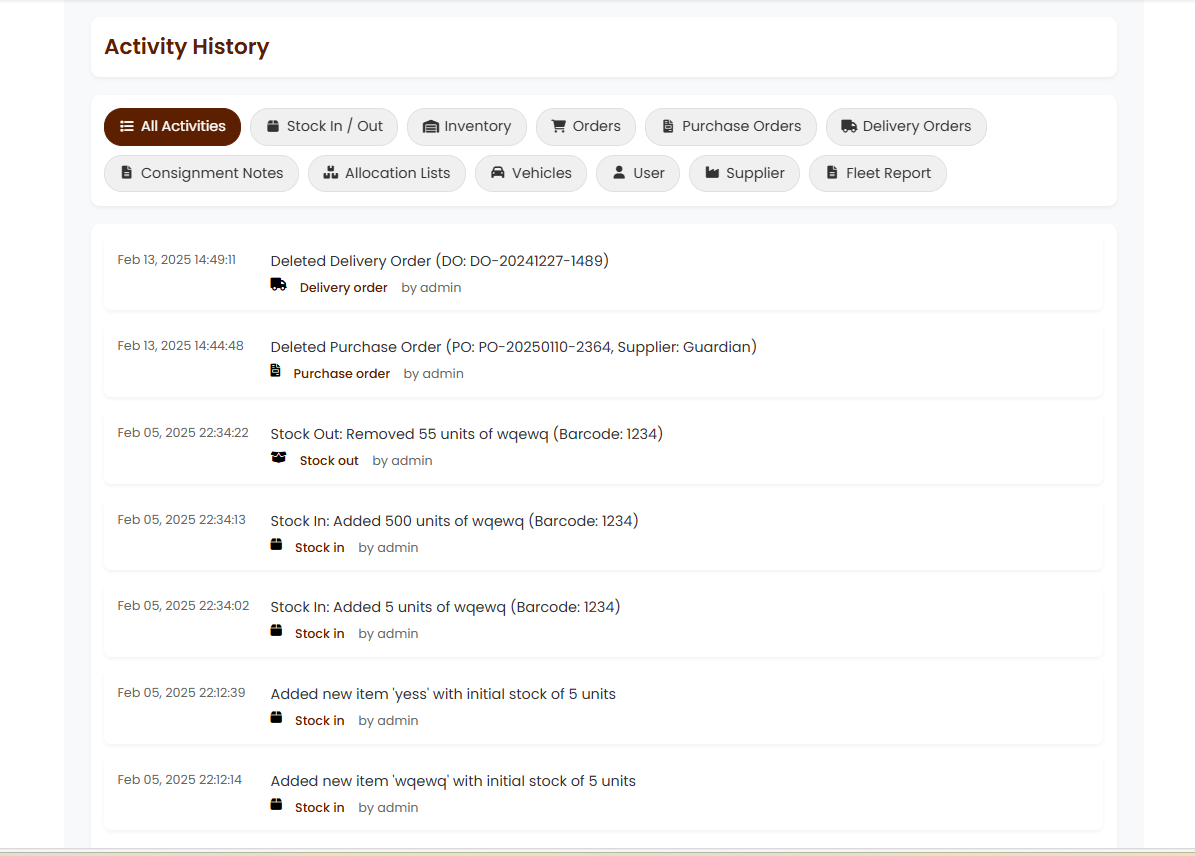 Activity History
All Activities Stock In / Out Inventory Orders Purchase Orders Delivery Orders
Consignment Notes Allocation Lists Vehicles User Supplier Fleet Report
Feb 13, 2025 14:49:11 Deleted Delivery Order (DO: DO-20241227-1489)
Delivery order by admin
Feb 13, 2025 14:44:48 Deleted Purchase Order (PO: PO-20250110-2364, Supplier: Guardian)
Purchase order by admin
Feb 05, 2025 22:34:22 Stock Out: Removed 55 units of wqewq (Barcode: 1234)
Stock out by admin
Feb 05, 2025 22:34:13 Stock In: Added 500 units of wqewq (Barcode: 1234)
Stock in by admin
Feb 05, 2025 22:34:02 Stock In: Added 5 units of wqewq (Barcode: 1234)
Stock in by admin
Feb 05, 2025 22:12:39 Added new item 'yess' with initial stock of 5 units
Stock in by admin
Feb 05, 2025 22:12:14 Added new item 'wqewq' with initial stock of 5 units
Stock in by admin